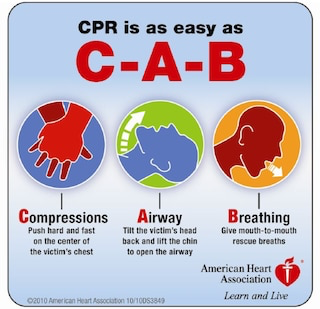 CPR is as easy as
C-A-B
Compressions
Push hard and fast
on the center of
the victim's chest
Airway
Tilt the victim's head
back and lift the chin
to open the airway
Breathing
Give mouth-to-mouth
rescue breaths
American Heart
Association
Learn and Live
©2010 American Heart Association 10/10DS3849